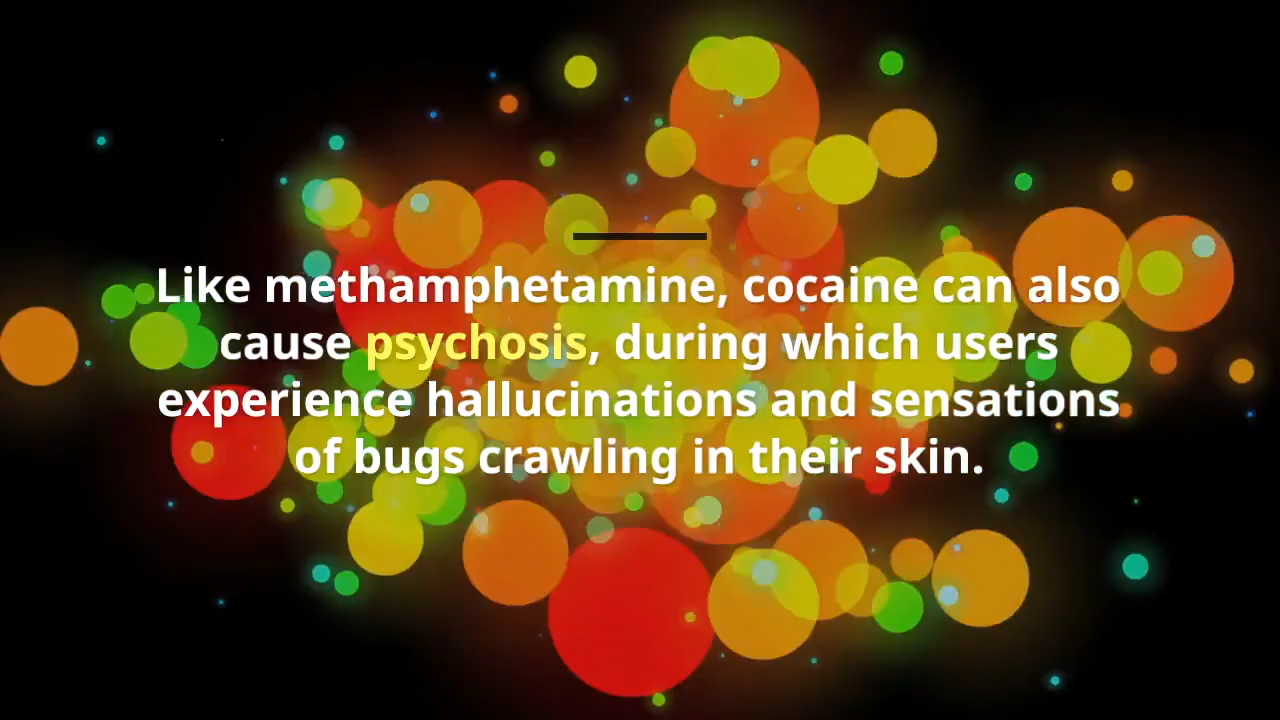 Like methamphetamine, cocaine can also
cause psychosis, during which users
experience hallucinations and sensations
of bugs crawling in their skin.